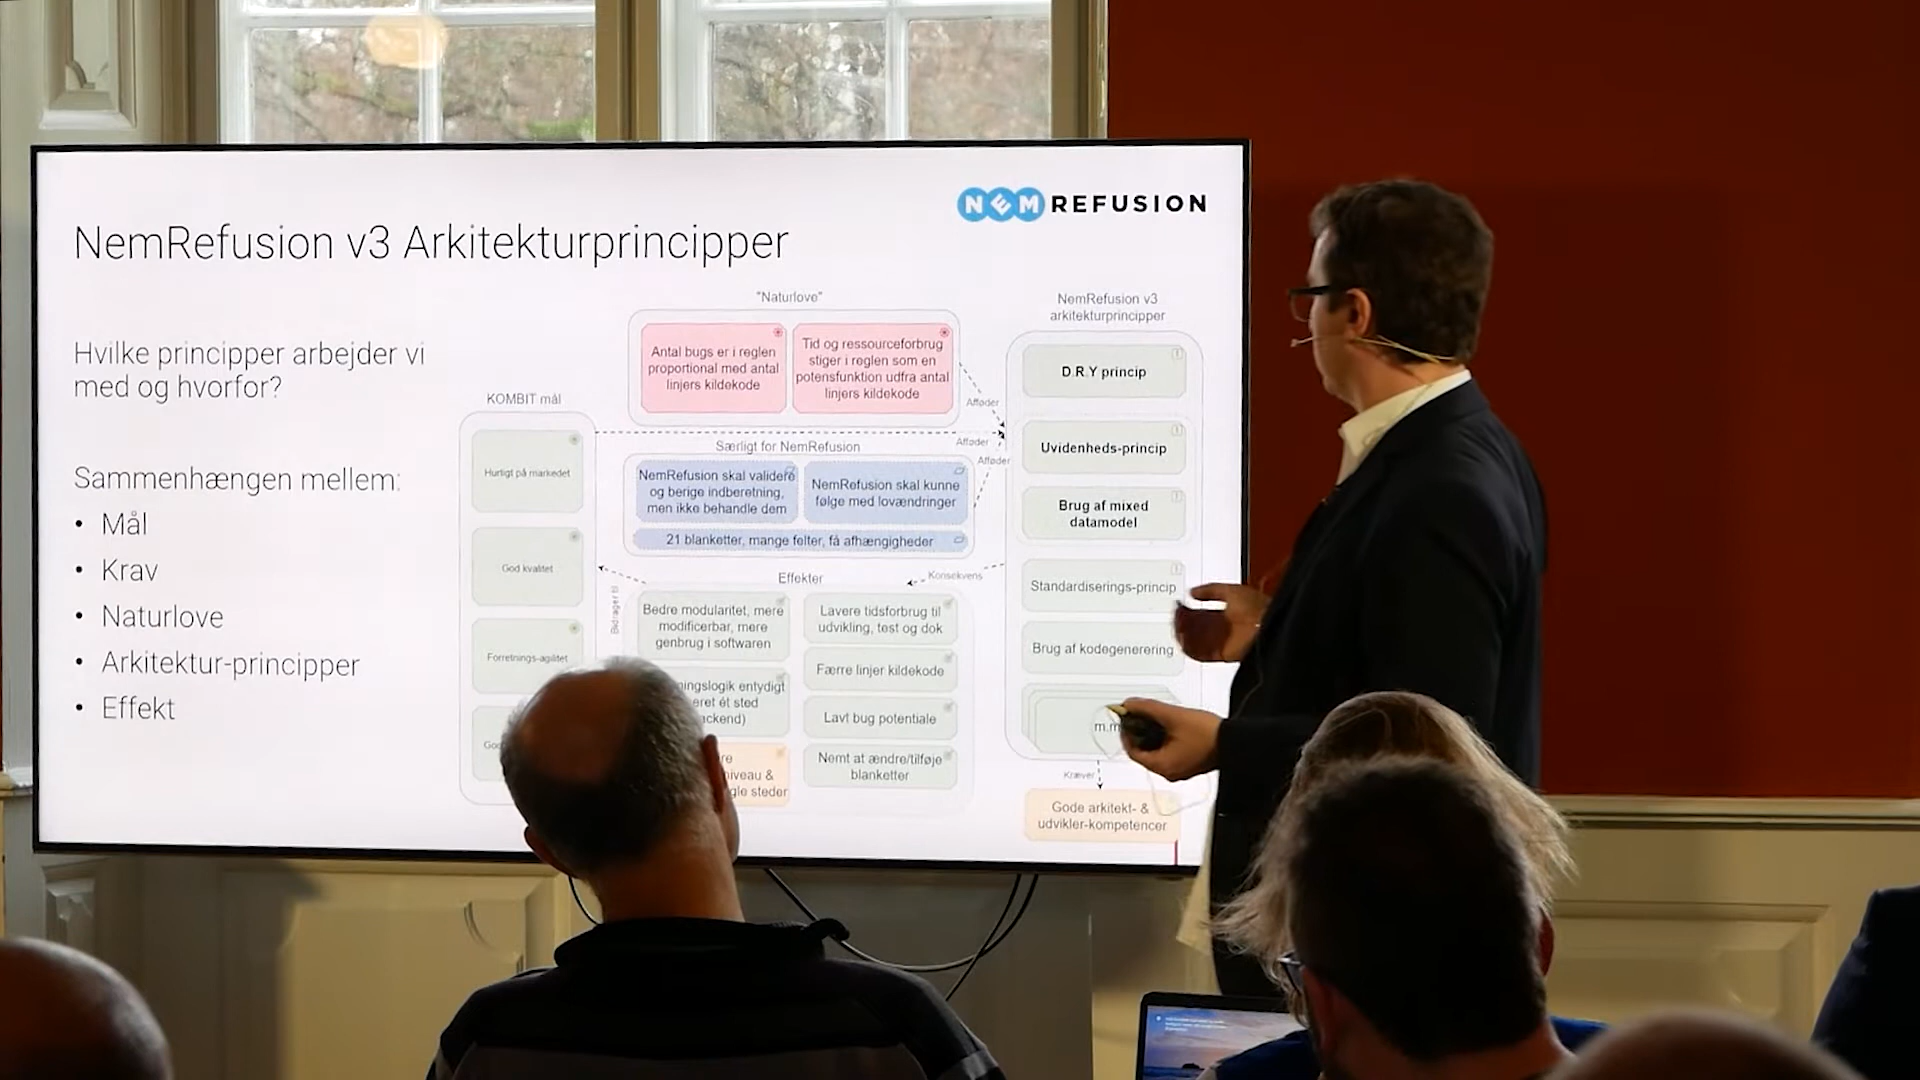 NEM REFUSION
NemRefusion v3 Arkitekturprincipper
Hvilke principper arbejder vi
med og hvorfor?
Sammenhængen mellem:
• Mål
• Krav
• Naturlove
• Arkitektur-principper
• Effekt
KOMBIT mål
Hurtigt på markedet
God kvalitet
Forretnings-agilitet
"Naturlove"
Antal bugs er i reglen
proportional med antal
linjers kildekode
Tid og ressourceforbrug
stiger i reglen som en
potensfunktion udfra antal
linjers kildekode
Afføder
Afføder
Afføder
Særligt for NemRefusion
NemRefusion skal validere
og berige indberetning,
men ikke behandle dem
NemRefusion skal kunne
følge med lovændringer
21 blanketter, mange felter, få afhængigheder
Konsekvens
Bidrager til
Effekter
Bedre modularitet, mere
modificerbar, mere
genbrug i softwaren
entydigt
ét sted
niveau &
steder
Lavere tidsforbrug til
udvikling, test og dok
Færre linjer kildekode
Lavt bug potentiale
Nemt at ændre/tilføje
blanketter
NemRefusion v3
arkitekturprincipper
D.R.Y princip
Uvidenheds-princip
Brug af mixed
datamodel
Standardiserings-princip
Brug af kodegenerering
Kræver
Gode arkitekt- &
udvikler-kompetencer